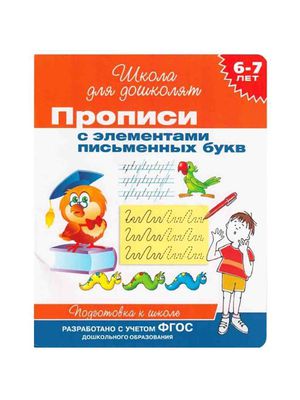 6-7
ЛЕТ
Школа
для дошколят
Прописи
с элементами
письменных букв
Подготовка к школе
РАЗРАБОТАНО С УЧЕТОМ ФГОС
ДОШКОЛЬНОГО ОБРАЗОВАНИЯ